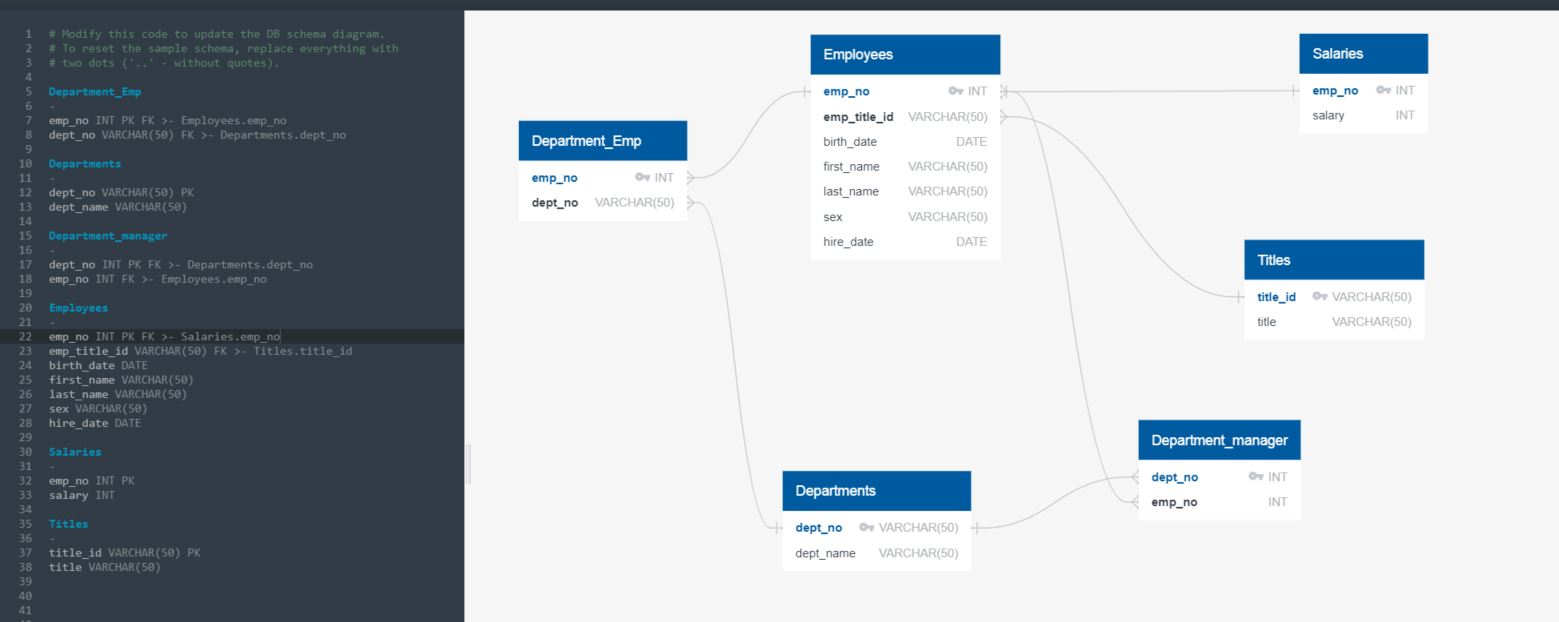 1 # Modify this code to update the DB schema diagram.
2 # To reset the sample schema, replace everything with
3 # two dots ('..' - without quotes).
4
5 Department_Emp
6 -
7 emp_no INT PK FK >- Employees.emp_no
8 dept_no VARCHAR(50) FK >- Departments.dept_no
9
10 Departments
11 -
12 dept_no VARCHAR(50) PK
13 dept_name VARCHAR(50)
14
15 Department_manager
16 -
17 dept_no INT PK FK >- Departments.dept_no
18 emp_no INT FK >- Employees.emp_no
19
20 Employees
21 -
22 emp_no INT PK FK >- Salaries.emp_no
23 emp_title_id VARCHAR(50) FK >- Titles.title_id
24 birth_date DATE
25 first_name VARCHAR(50)
26 last_name VARCHAR(50)
27 sex VARCHAR(50)
28 hire_date DATE
29
30 Salaries
31 -
32 emp_no INT PK
33 salary INT
34
35 Titles
36 -
37 title_id VARCHAR(50) PK
38 title VARCHAR(50)
39
40
41
Department_Emp
emp_no INT
dept_no VARCHAR(50)
Employees
emp_no INT
emp_title_id VARCHAR(50)
birth_date DATE
first_name VARCHAR(50)
last_name VARCHAR(50)
sex VARCHAR(50)
hire_date DATE
Salaries
emp_no INT
salary INT
Titles
title_id VARCHAR(50)
title VARCHAR(50)
Department_manager
dept_no INT
emp_no INT
Departments
dept_no VARCHAR(50)
dept_name VARCHAR(50)